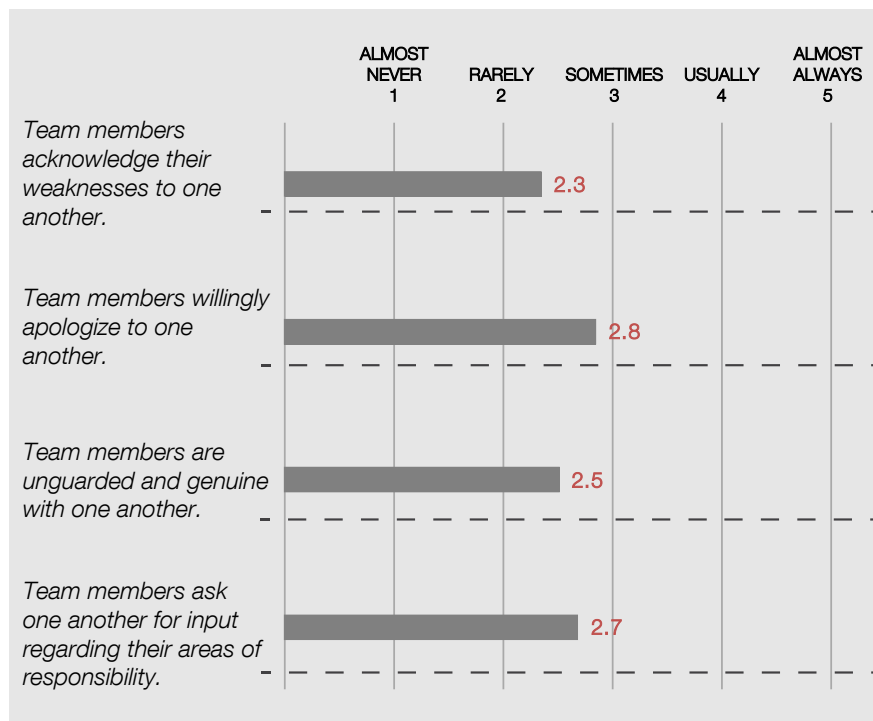 ALMOST
NEVER
1
RARELY
2
SOMETIMES
3
USUALLY
4
ALMOST
ALWAYS
5
Team members
acknowledge their
weaknesses to one
another.
2.3
Team members willingly
apologize to one
another.
2.8
Team members are
unguarded and genuine
with one another.
2.5
Team members ask
one another for input
regarding their areas of
responsibility.
2.7